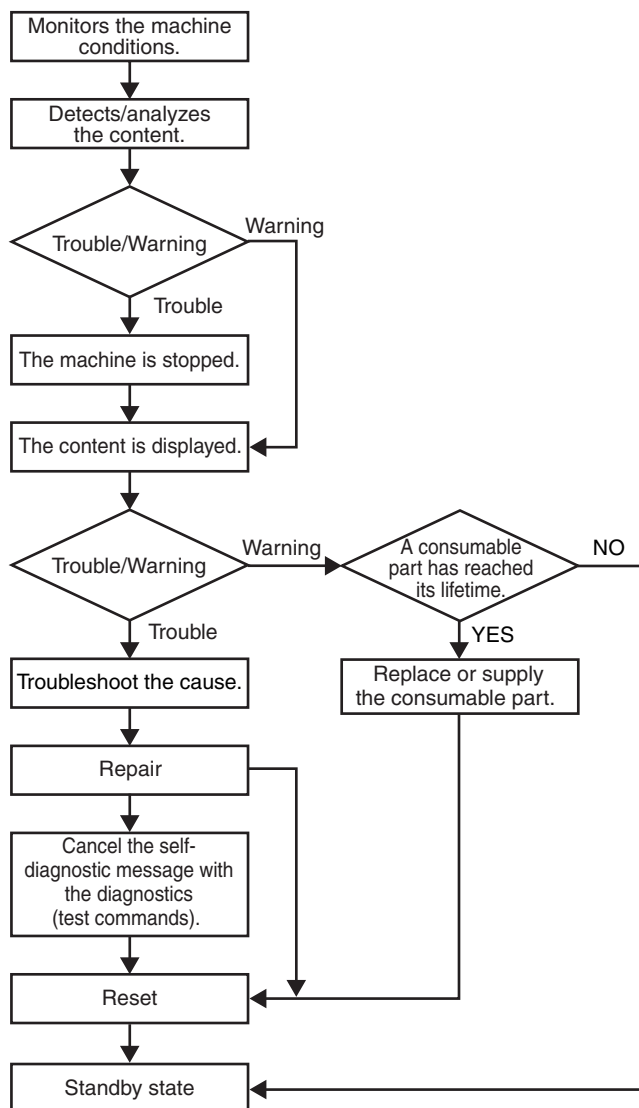 Monitors the machine
conditions.
Detects/analyzes
the content.
Trouble/Warning
Warning
Trouble
The machine is stopped.
The content is displayed.
Trouble/Warning
Warning
A consumable
part has reached
its lifetime.
NO
Trouble
YES
Troubleshoot the cause.
Replace or supply
the consumable part.
Repair
Cancel the self-
diagnostic message with
the diagnostics
(test commands).
Reset
Standby state